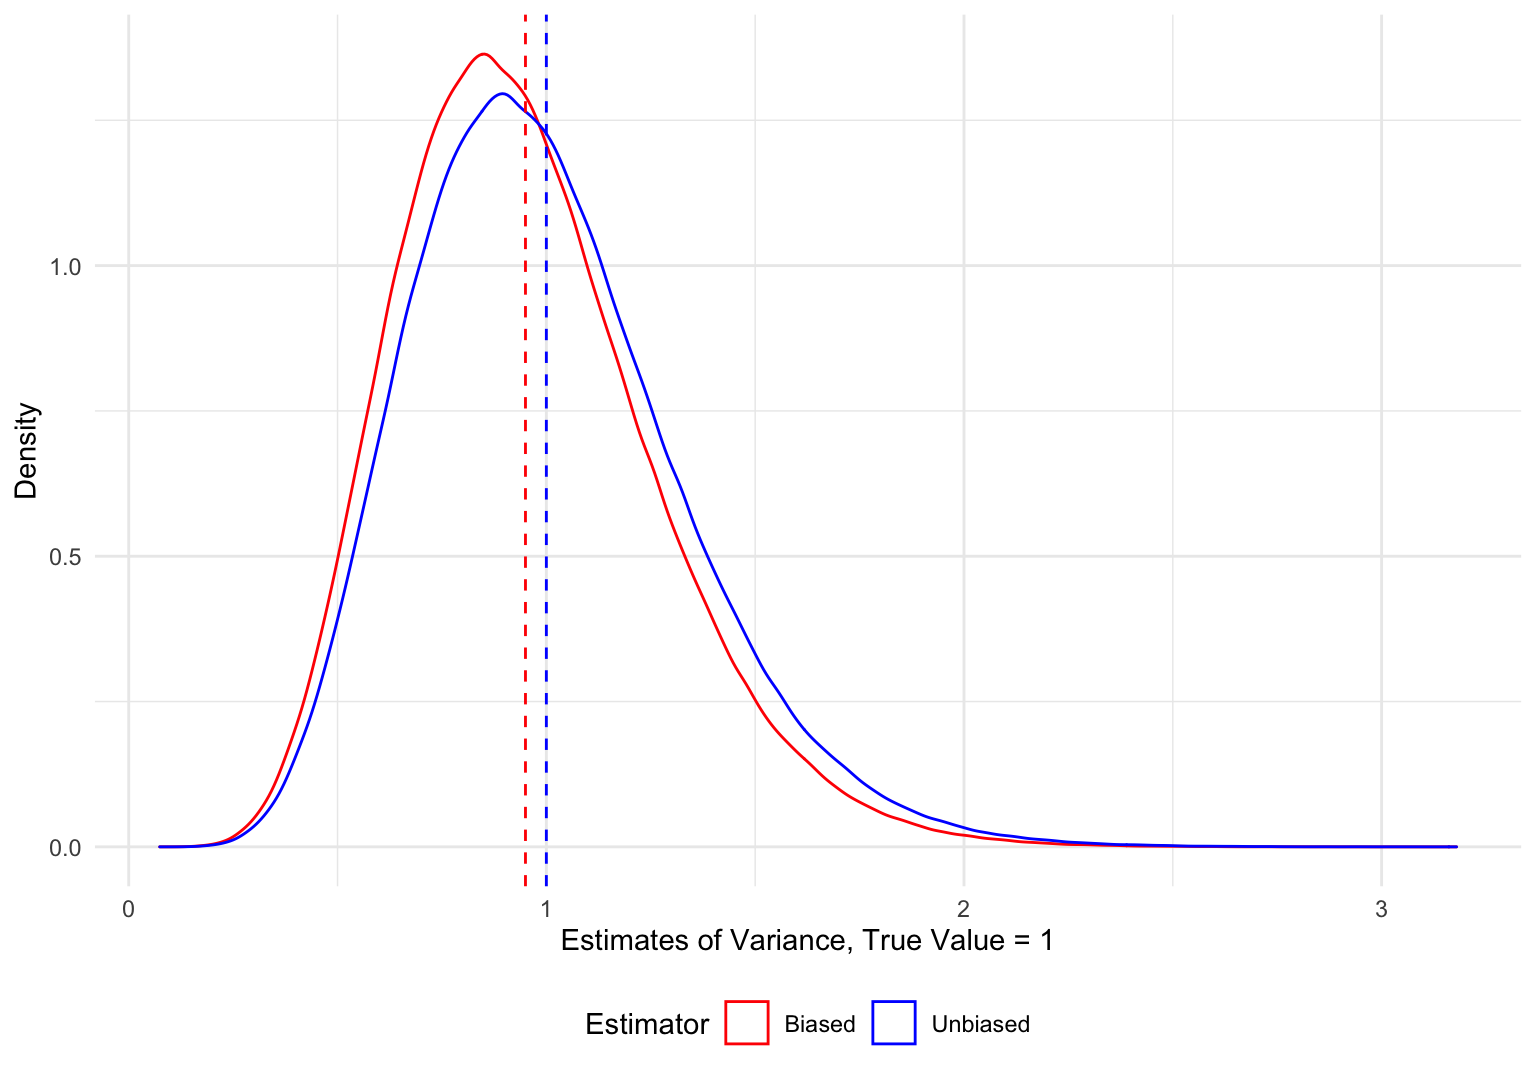 Density
1.0
0.5
0.0
0 1 2 3
Estimates of Variance, True Value = 1
Estimator Biased Unbiased